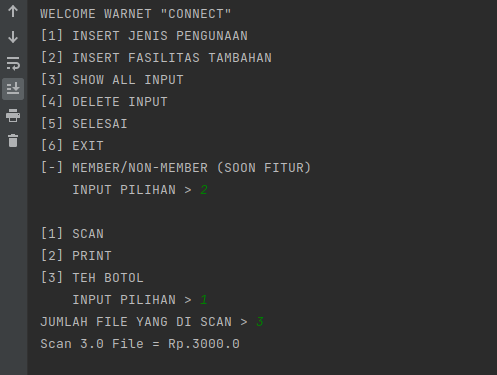 WELCOME WARNET "CONNECT"
[1] INSERT JENIS PENGUNAAN
[2] INSERT FASILITAS TAMBAHAN
[3] SHOW ALL INPUT
[4] DELETE INPUT
[5] SELESAI
[6] EXIT
[-] MEMBER/NON-MEMBER (SOON FITUR)
INPUT PILIHAN > 2
[1] SCAN
[2] PRINT
[3] TEH BOTOL
INPUT PILIHAN > 1
JUMLAH FILE YANG DI SCAN > 3
Scan 3.0 File = Rp.3000.0